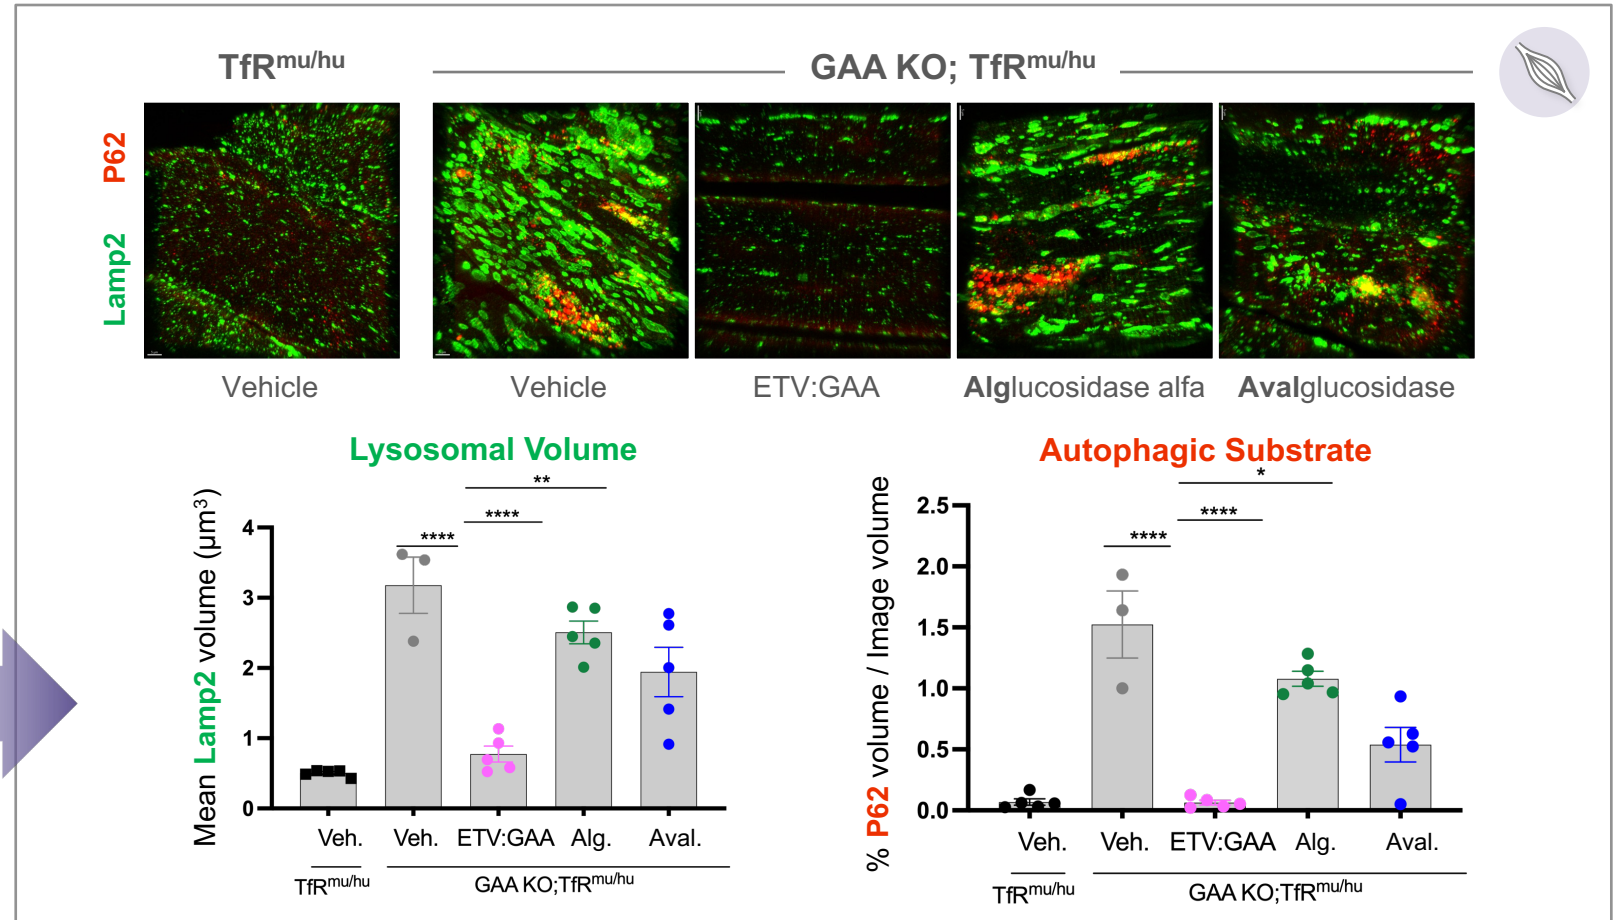 TfRmu/hu
GAA KO; TfRmu/hu
P62
Lamp2
Vehicle
Vehicle
ETV:GAA
Alglucosidase alfa
Avalglucosidase
Lysosomal Volume
Mean Lamp2 volume (µm3)
4
3
2
1
0
****
****
**
Veh.
Veh.
ETV:GAA
Alg.
Aval.
TfRmu/hu
GAA KO;TfRmu/hu
Autophagic Substrate
% P62 volume / Image volume
2.5
2.0
1.5
1.0
0.5
0.0
****
****
*
Veh.
Veh.
ETV:GAA
Alg.
Aval.
TfRmu/hu
GAA KO;TfRmu/hu